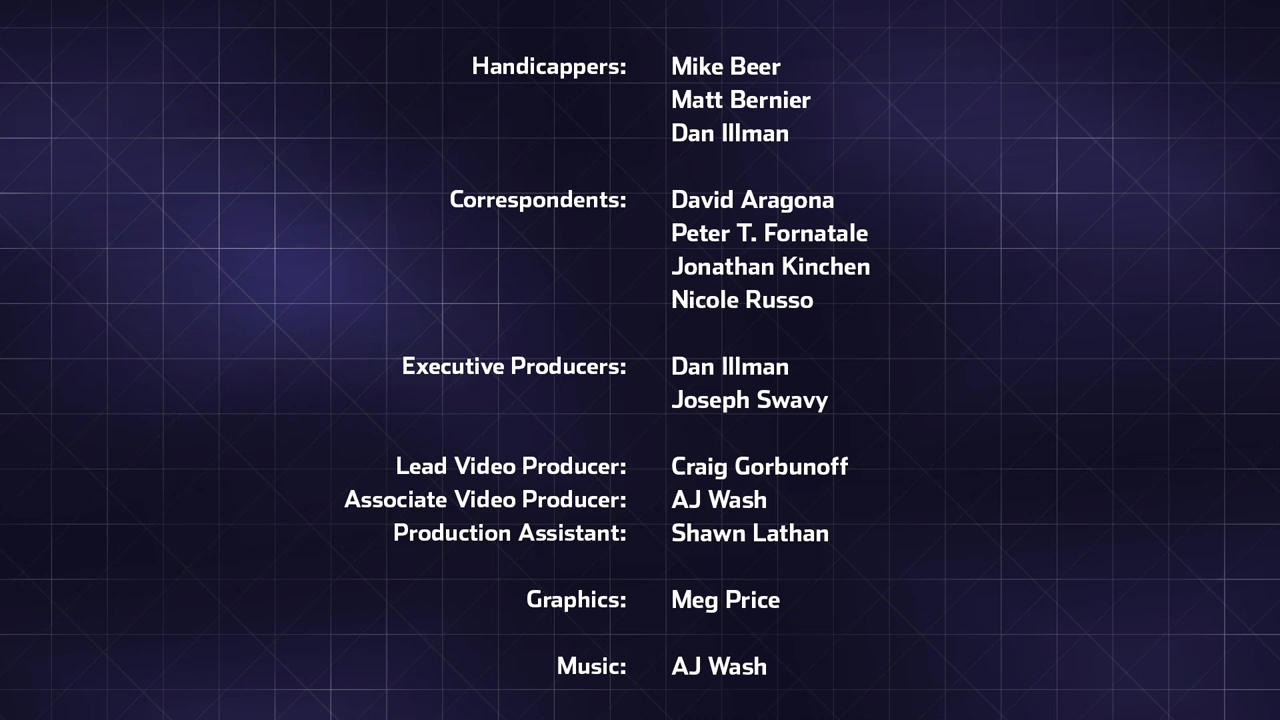 Handicappers: Mike Beer
Matt Bernier
Dan Illman
Correspondents: David Aragona
Peter T. Fornatale
Jonathan Kinchen
Nicole Russo
Executive Producers: Dan Illman
Joseph Swavy
Lead Video Producer: Craig Gorbunoff
Associate Video Producer: AJ Wash
Production Assistant: Shawn Lathan
Graphics: Meg Price
Music: AJ Wash